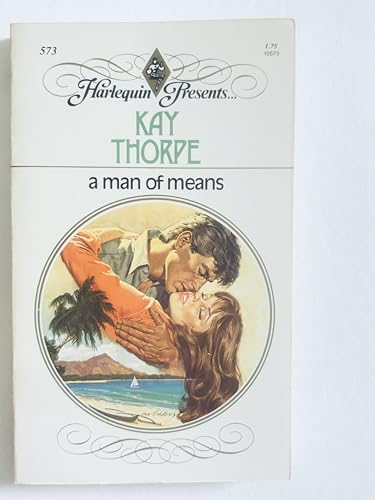 573
1.75
10573
Harlequin Presents...
KAY
THORPE
a man of means